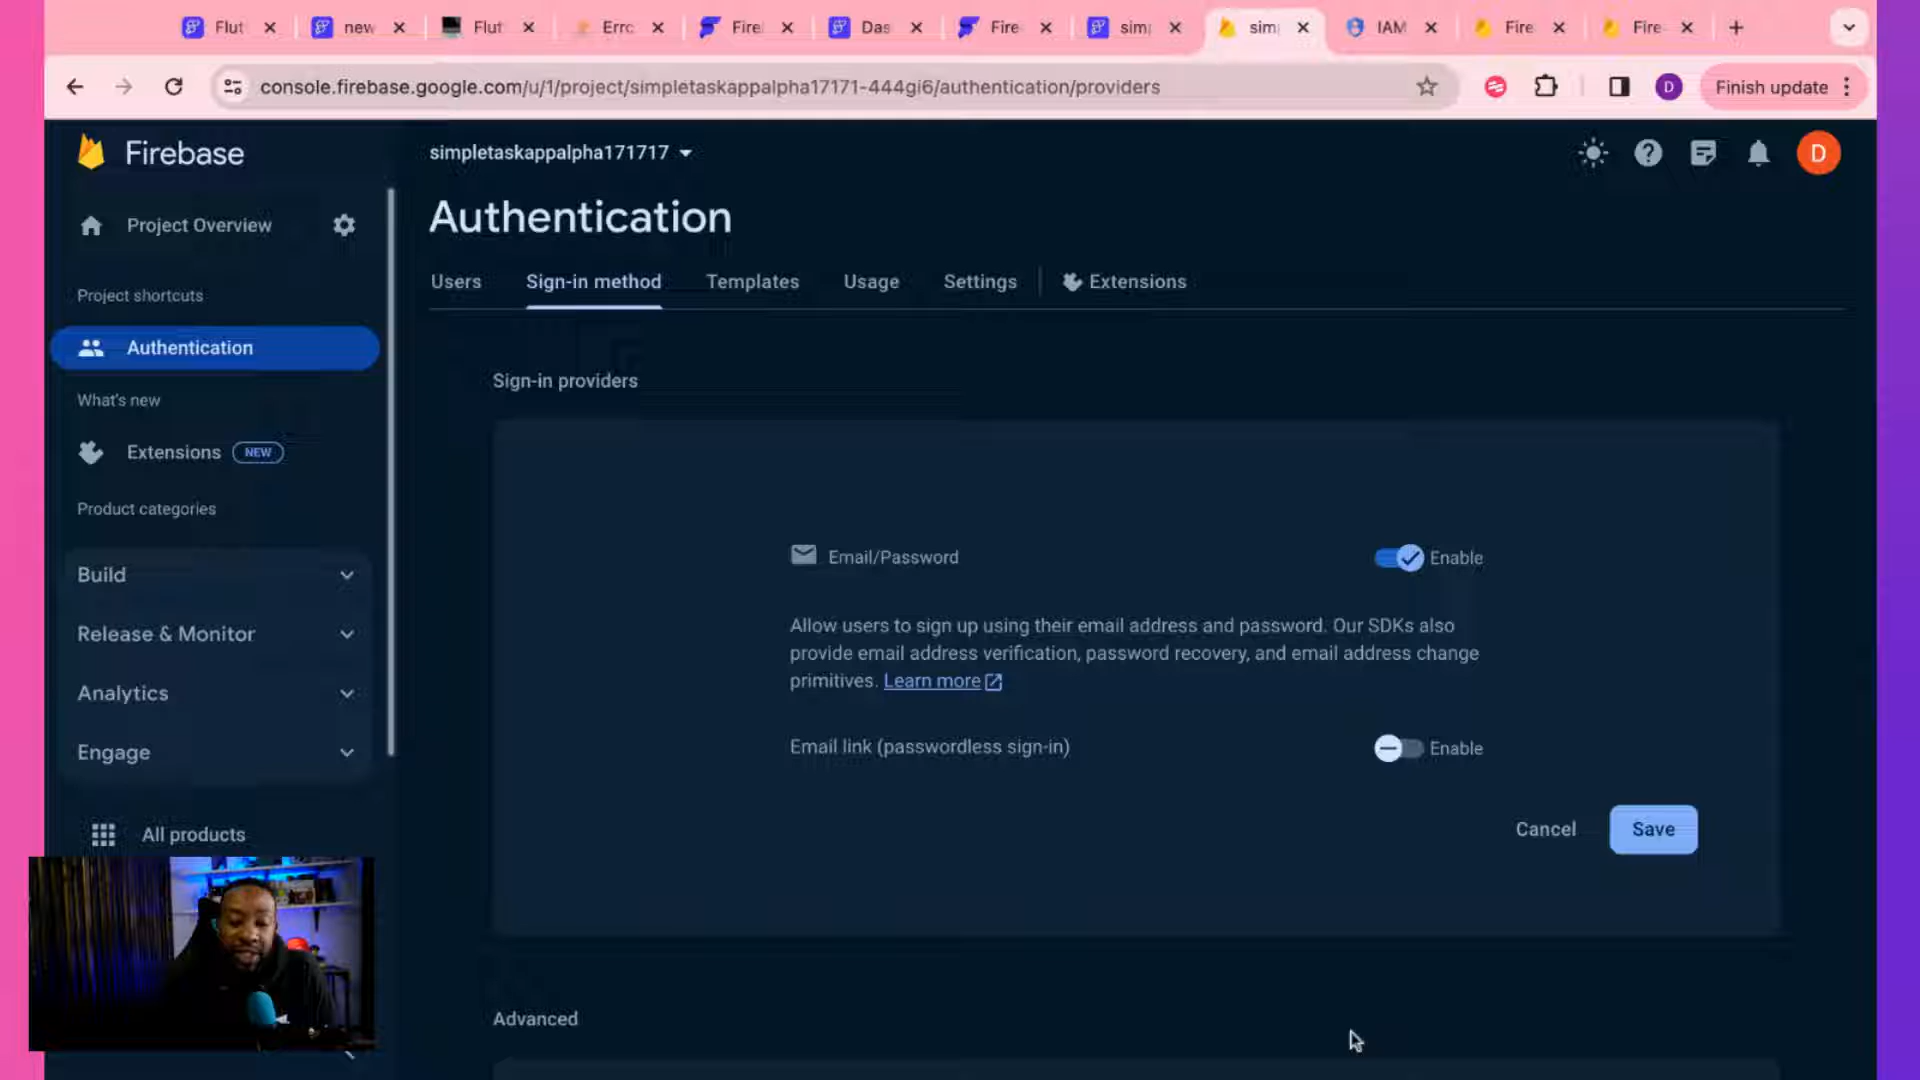 Flut
new
Flut
Erro
Fire
Das
Fire
sim
sim
IAM
Fire
Fire
console.firebase.google.com/u/1/project/simpletaskappalpha17171-444gi6/authentication/providers
D
Finish update
Firebase
simpletaskappalpha171717
D
Project Overview
Authentication
Users
Sign-in method
Templates
Usage
Settings
Extensions
Project shortcuts
Authentication
What's new
Extensions NEW
Product categories
Build
Release & Monitor
Analytics
Engage
All products
Sign-in providers
Email/Password
Enable
Allow users to sign up using their email address and password. Our SDKs also
provide email address verification, password recovery, and email address change
primitives. Learn more
Email link (passwordless sign-in)
Enable
Cancel
Save
Advanced